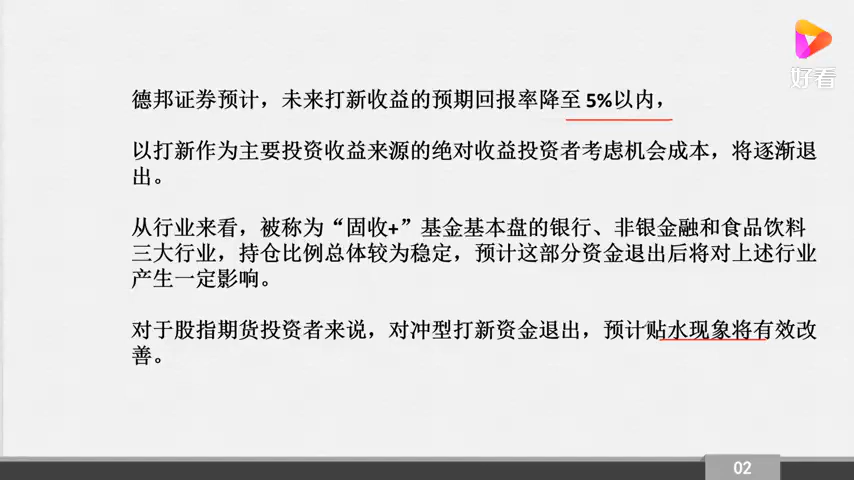 好看
德邦证券预计，未来打新收益的预期回报率降至 5%以内，
以打新作为主要投资收益来源的绝对收益投资者考虑机会成本，将逐渐退
出。
从行业来看，被称为“固收+”基金基本盘的银行、非银金融和食品饮料
三大行业，持仓比例总体较为稳定，预计这部分资金退出后将对上述行业
产生一定影响。
对于股指期货投资者来说，对冲型打新资金退出，预计贴水现象将有效改
善。
02